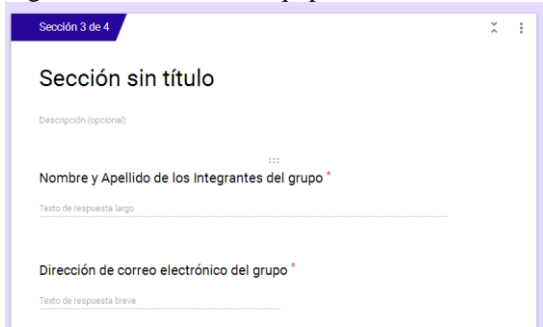 Sección 3 de 4
Sección sin título
Descripción (opcional)
Nombre y Apellido de los Integrantes del grupo *
Texto de respuesta largo
Dirección de correo electrónico del grupo *
Texto de respuesta breve